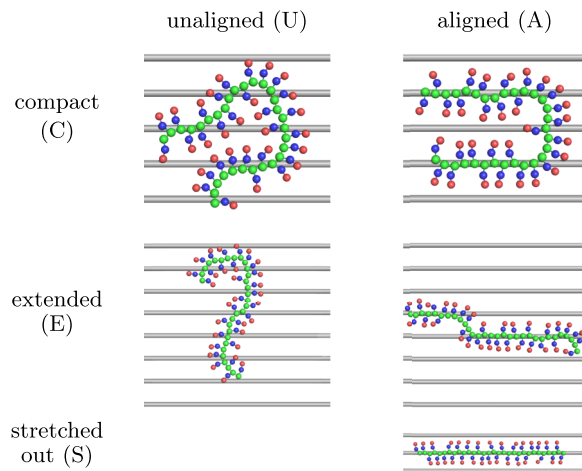 unaligned (U)
aligned (A)
compact
(C)
extended
(E)
stretched
out (S)